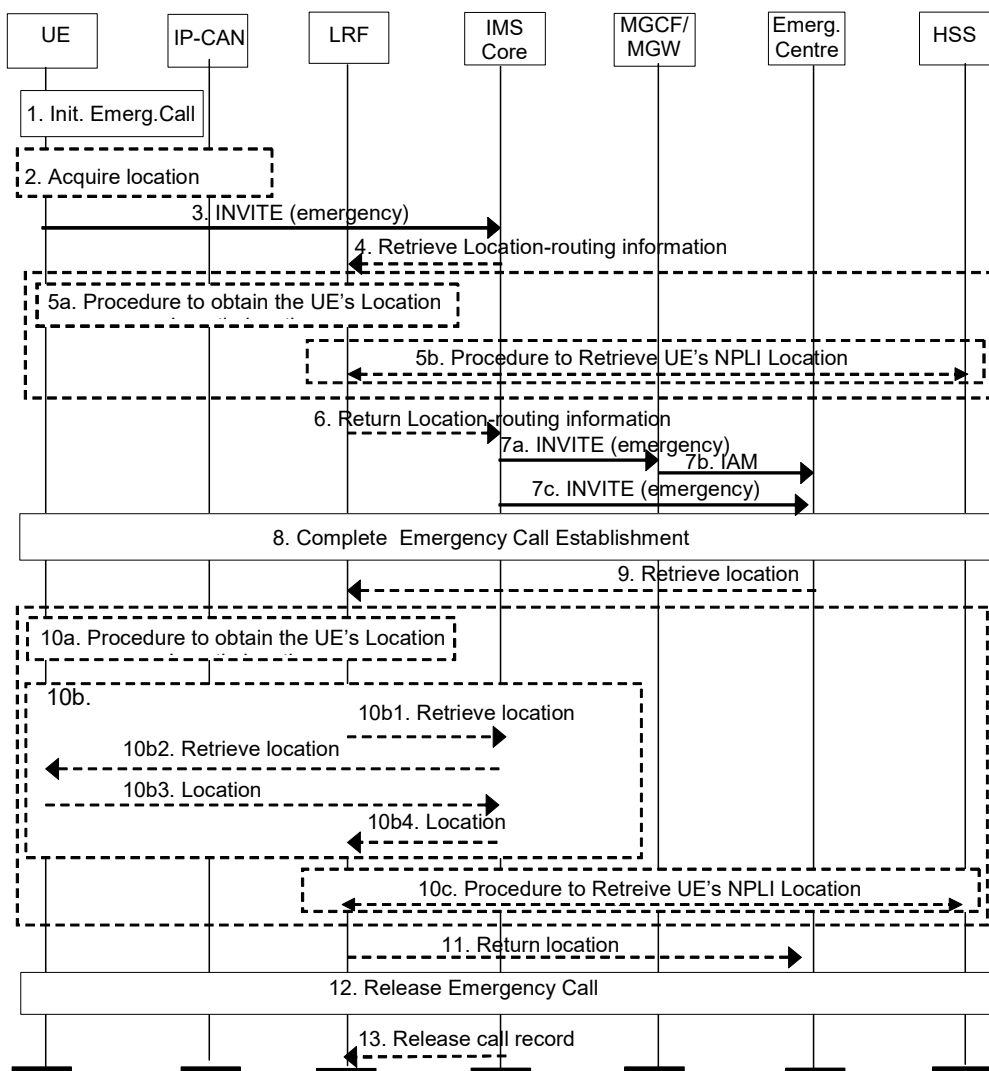 UE
IP-CAN
LRF
IMS
Core
MGCF/
MGW
Emerg.
Centre
HSS
1. Init. Emerg.Call
2. Acquire location
3. INVITE (emergency)
4. Retrieve Location-routing information
5a. Procedure to obtain the UE's Location
5b. Procedure to Retrieve UE's NPLI Location
6. Return Location-routing information
7a. INVITE (emergency)
7b. IAM
7c. INVITE (emergency)
8. Complete Emergency Call Establishment
9. Retrieve location
10a. Procedure to obtain the UE's Location
10b.
10b1. Retrieve location
10b2. Retrieve location
10b3. Location
10b4. Location
10c. Procedure to Retreive UE's NPLI Location
11. Return location
12. Release Emergency Call
13. Release call record